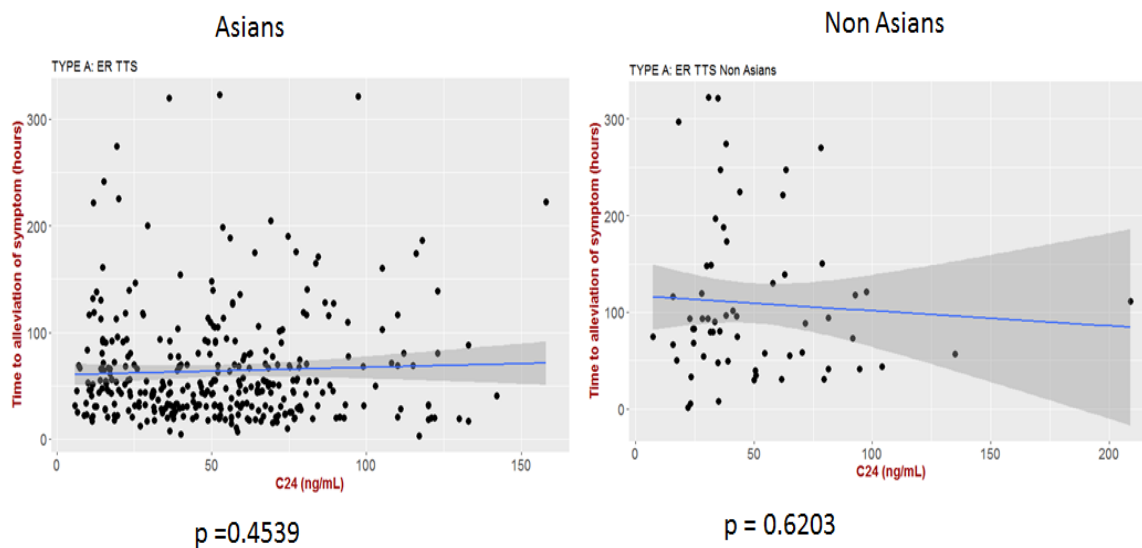 Asians
TYPE A: ER TTS
Time to alleviation of symptom (hours)
300
200
100
0
0 50 100 150
C24 (ng/mL)
p =0.4539
Non Asians
TYPE A: ER TTS Non Asians
Time to alleviation of symptom (hours)
300
200
100
0
0 50 100 150 200
C24 (ng/mL)
p = 0.6203